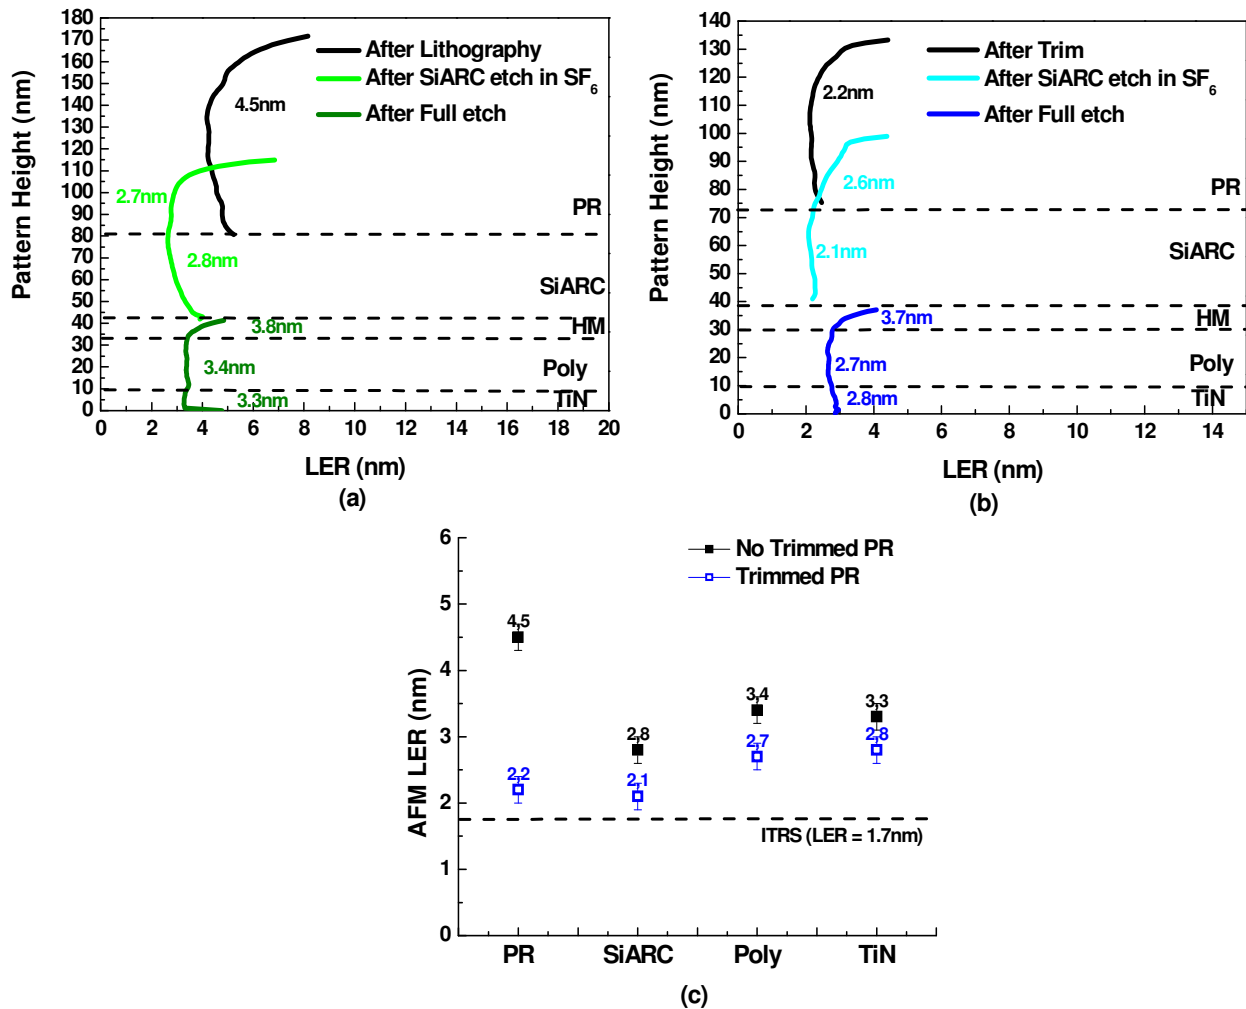 180
170
160
150
140
130
120
110
100
90
80
70
60
50
40
30
20
10
0
Pattern Height (nm)
After Lithography
After SiARC etch in SF6
After Full etch
4.5nm
2.7nm
2.8nm
3.8nm
3.4nm
3.3nm
PR
SiARC
HM
Poly
TiN
0 2 4 6 8 10 12 14 16 18 20
LER (nm)
(a)
140
130
120
110
100
90
80
70
60
50
40
30
20
10
0
Pattern Height (nm)
After Trim
After SiARC etch in SF6
After Full etch
2.2nm
2.6nm
2.1nm
3.7nm
2.7nm
2.8nm
PR
SiARC
HM
Poly
TiN
0 2 4 6 8 10 12 14
LER (nm)
(b)
6
5
4
3
2
1
0
AFM LER (nm)
No Trimmed PR
Trimmed PR
4.5
2.2
2.8
2.1
3.4
2.7
3.3
2.8
ITRS (LER = 1.7nm)
PR SiARC Poly TiN
(c)